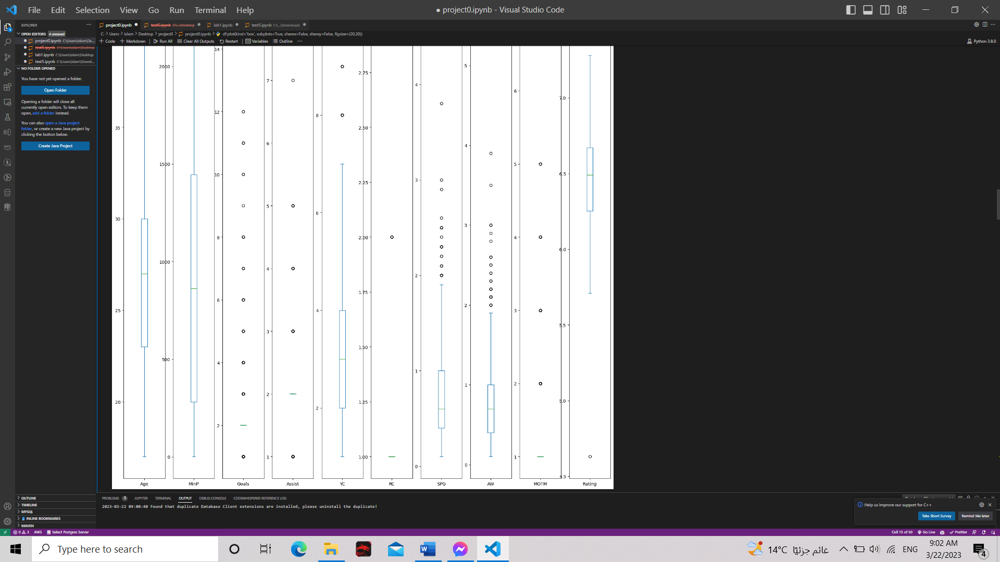 File Edit Selection View Go Run Terminal Help
● project0.ipynb - Visual Studio Code
EXPLORER
OPEN EDITORS 4 unsaved
project0.ipynb C:\Users\islam\De...
test5.ipynb C:\Users\islam\Desktop
lab1.ipynb C:\Users\islam\Desktop
test5.ipynb C:\Users\islam\Downl...
NO FOLDER OPENED
You have not yet opened a folder.
Open Folder
Opening a folder will close all
currently open editors. To keep them
open, add a folder instead.
You can also open a Java project
folder, or create a new Java project by
clicking the button below.
Create Java Project
OUTLINE
TIMELINE
MYSQL
INLINE BOOKMARKS
MAVEN
project0.ipynb test5.ipynb C:\...\Desktop lab1.ipynb test5.ipynb C:\...\Downloads
C: > Users > islam > Desktop > project0 > project0.ipynb > df.plot(kind='box', subplots=True, sharex=False, sharey=False, figsize=(20,20))
+ Code + Markdown Run All Clear All Outputs Restart Variables Outline ...
Python 3.8.0
35
30
25
20
Age
2000
1500
1000
500
0
MinP
14
12
10
8
6
4
2
Goals
7
6
5
4
3
2
1
Assist
8
6
4
2
YC
2.75
2.50
2.25
2.00
1.75
1.50
1.25
1.00
RC
4
3
2
1
0
SPG
5
4
3
2
1
0
AW
6
5
4
3
2
1
MOTM
7.0
6.5
6.0
5.5
5.0
4.5
Rating
PROBLEMS 3 JUPYTER TERMINAL OUTPUT DEBUG CONSOLE CODEWHISPERER REFERENCE LOG
2023-03-22 09:00:40 Found that duplicate Database Client extensions are installed, please uninstall the duplicate!
Help us improve our support for C++
Take Short Survey Remind Me later
0 3 AWS Select Postgres Server
Cell 15 of 30 Go Live Prettier
Type here to search
14°C غائم جزئيًا
ENG
9:02 AM
3/22/2023
4